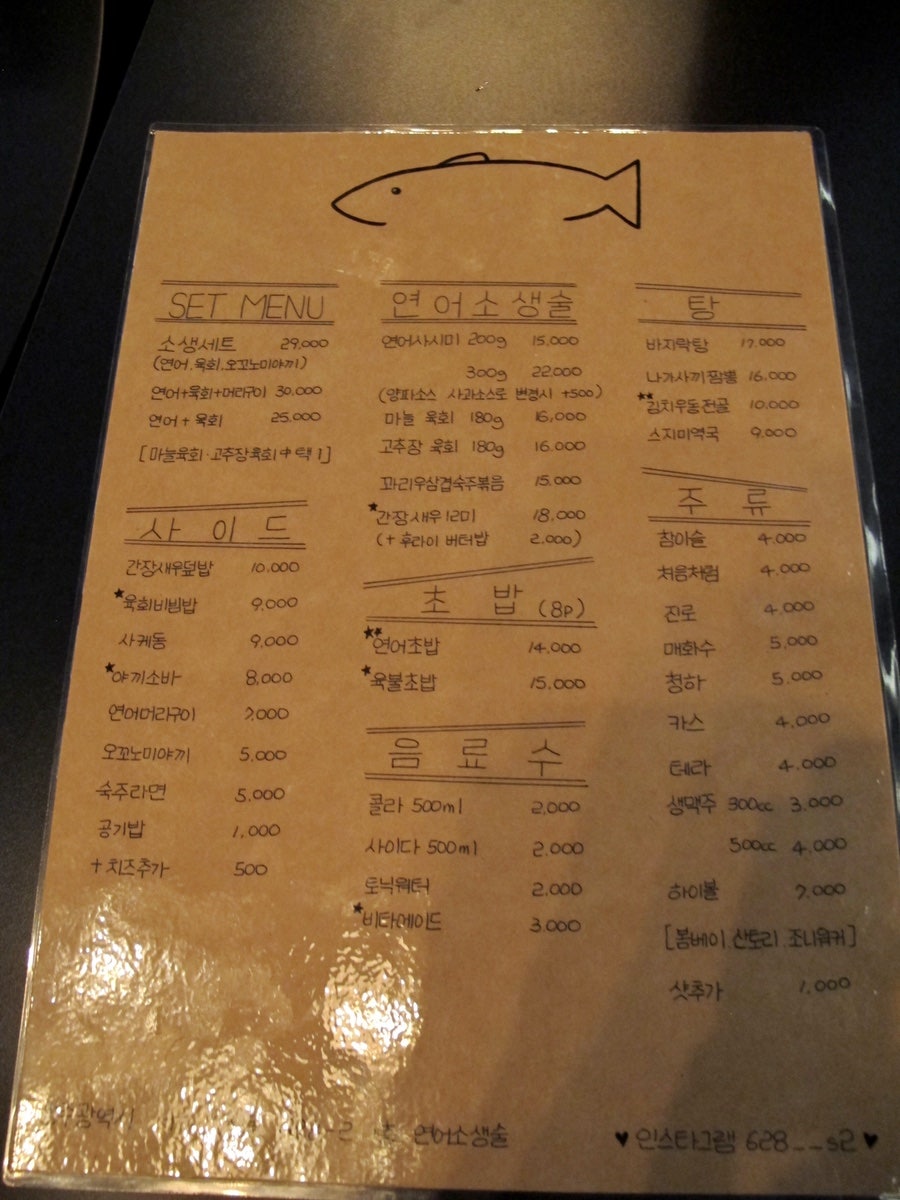 SET MENU
소생세트 29,000
(연어.육회.오꼬노미야끼)
연어+육회+머리구이 30.000
연어+육회 25,000
[마늘육회·고추장육회 中 택1]
사이드
간장새우덮밥 10.000
★육회비빔밥 9,000
사케동 9,000
★야끼소바 8,000
연어머리구이 7,000
오꼬노미야끼 5,000
숙주라면 5,000
공기밥 1,000
+치즈추가 500
연어소생술
연어사시미 200g 15,000
300g 22.000
(양파소스 사과소스로 변경시 +500)
마늘 육회 180g 16,000
고추장 육회 180g 16.000
꽈리우삼겹숙주볶음 15.000
★간장새우 12미 18,000
(+후라이 버터밥 2,000)
초밥 (8P)
★★연어초밥 14,000
★육불초밥 15,000
음료수
콜라 500ml 2,000
사이다 500ml 2,000
토닉워터 2,000
★비타에이드 3.000
탕
바지락탕 17,000
나가사끼짬뽕 16,000
★★김치우동전골 10,000
스지미역국 9,000
주류
참이슬 4.000
처음처럼 4,000
진로 4,000
매화수 5,000
청하 5.000
카스 4,000
테라 4.000
생맥주 300cc 3,000
500cc 4,000
하이볼 7,000
[봄베이.산토리.조니워커]
샷추가 1,000
광역시 연어소생술
♥ 인스타그램 628__s2 ♥